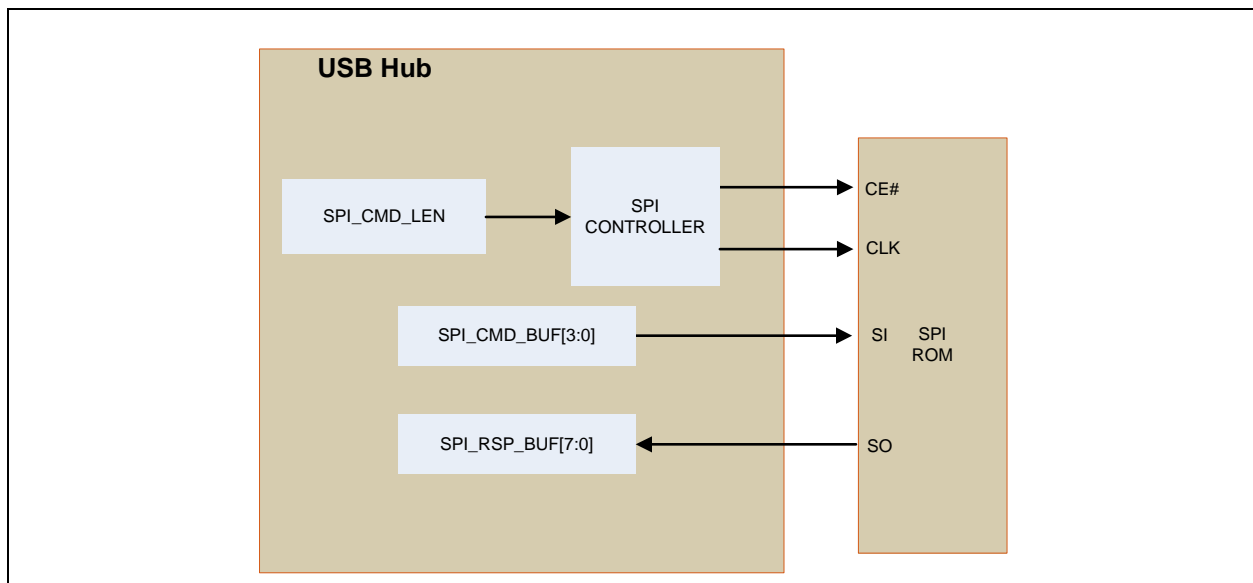 USB Hub
SPI_CMD_LEN
SPI
CONTROLLER
CE#
CLK
SPI_CMD_BUF[3:0]
SI
SPI
ROM
SPI_RSP_BUF[7:0]
SO